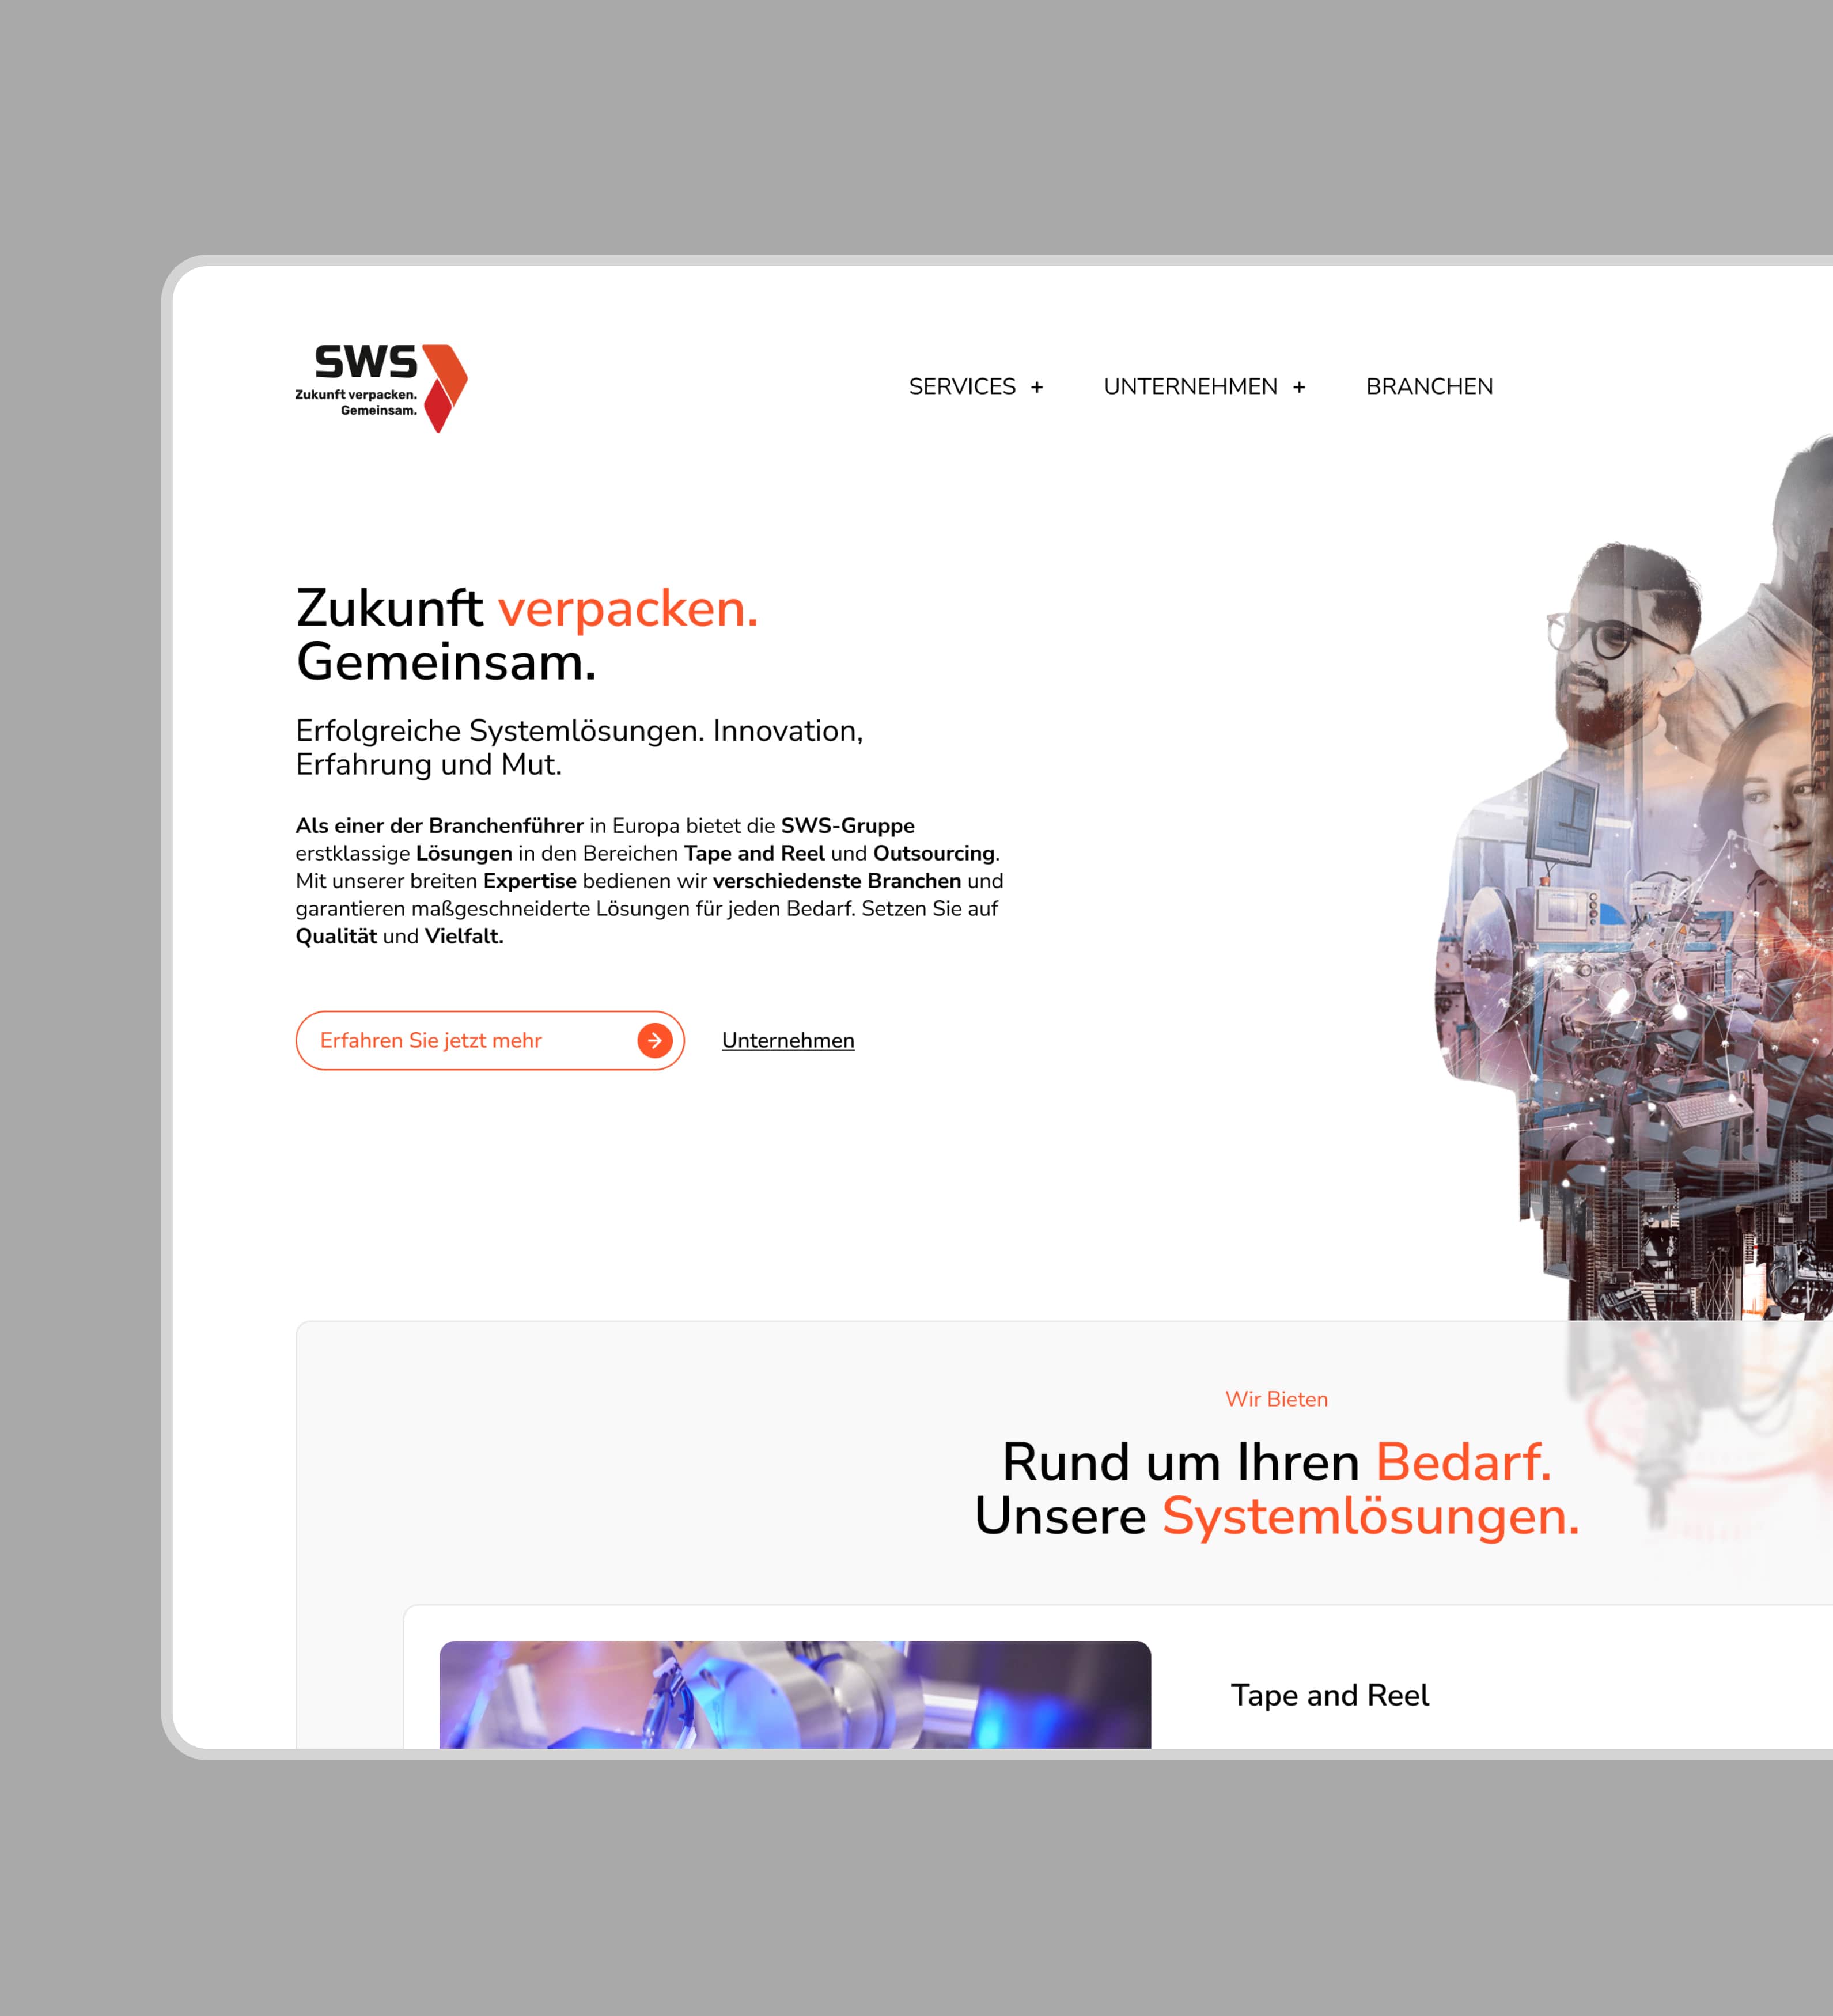 SWS
Zukunft verpacken.
Gemeinsam.
SERVICES + UNTERNEHMEN + BRANCHEN
Zukunft verpacken.
Gemeinsam.
Erfolgreiche Systemlösungen. Innovation,
Erfahrung und Mut.
Als einer der Branchenführer in Europa bietet die SWS-Gruppe
erstklassige Lösungen in den Bereichen Tape and Reel und Outsourcing.
Mit unserer breiten Expertise bedienen wir verschiedenste Branchen und
garantieren maßgeschneiderte Lösungen für jeden Bedarf. Setzen Sie auf
Qualität und Vielfalt.
Erfahren Sie jetzt mehr
Unternehmen
Wir Bieten
Rund um Ihren Bedarf.
Unsere Systemlösungen.
Tape and Reel